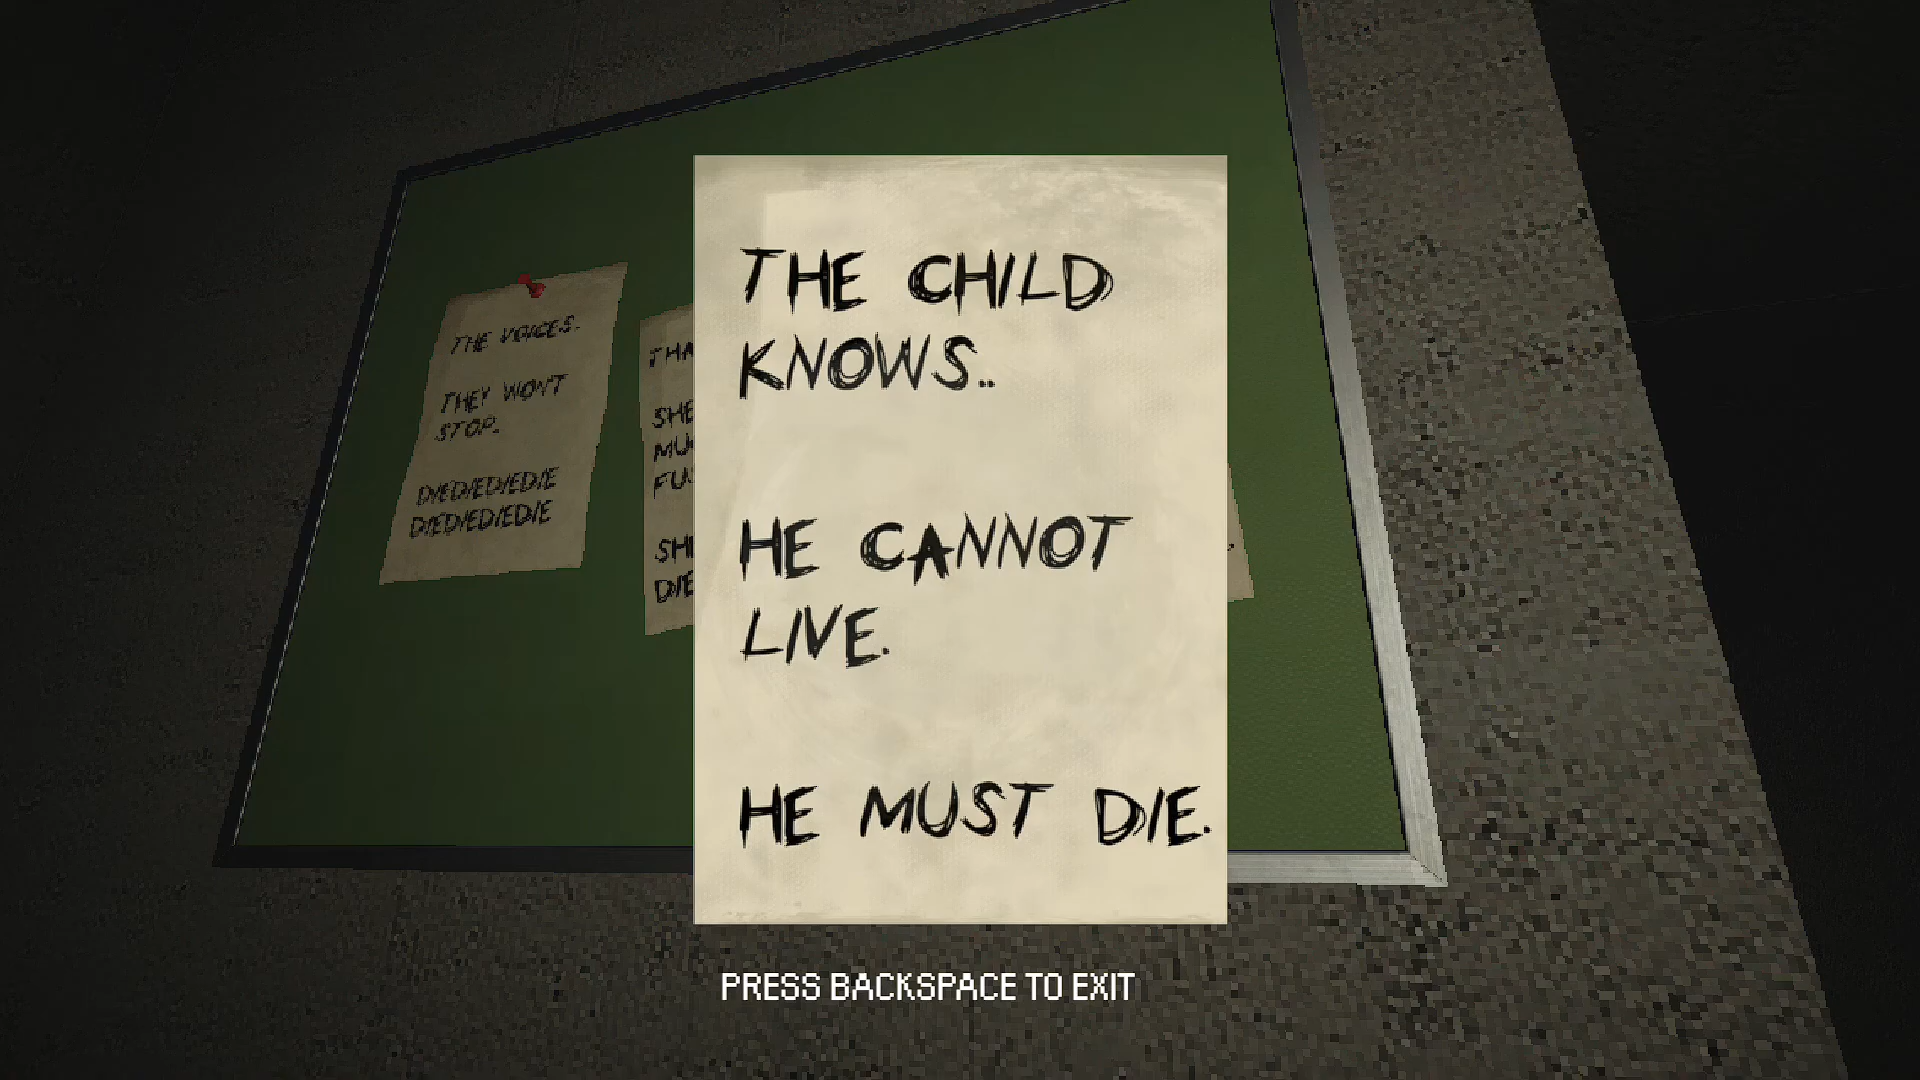 THE VOICES.
THEY WON'T
STOP.
DIEDIEDIEDIE
DIEDIEDIEDIE
SHE
THE CHILD
KNOWS..
HE CANNOT
LIVE.
HE MUST DIE.
PRESS BACKSPACE TO EXIT